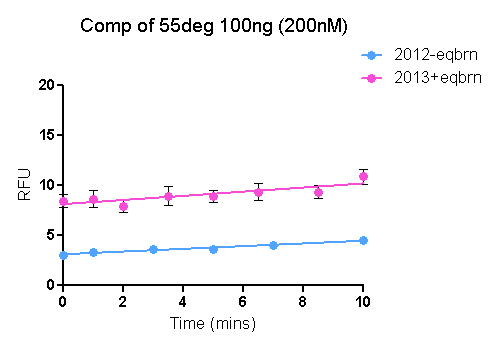 Comp of 55deg 100ng (200nM)
2012-eqbrn
2013+eqbrn
20
15
10
5
0
RFU
0 2 4 6 8 10
Time (mins)